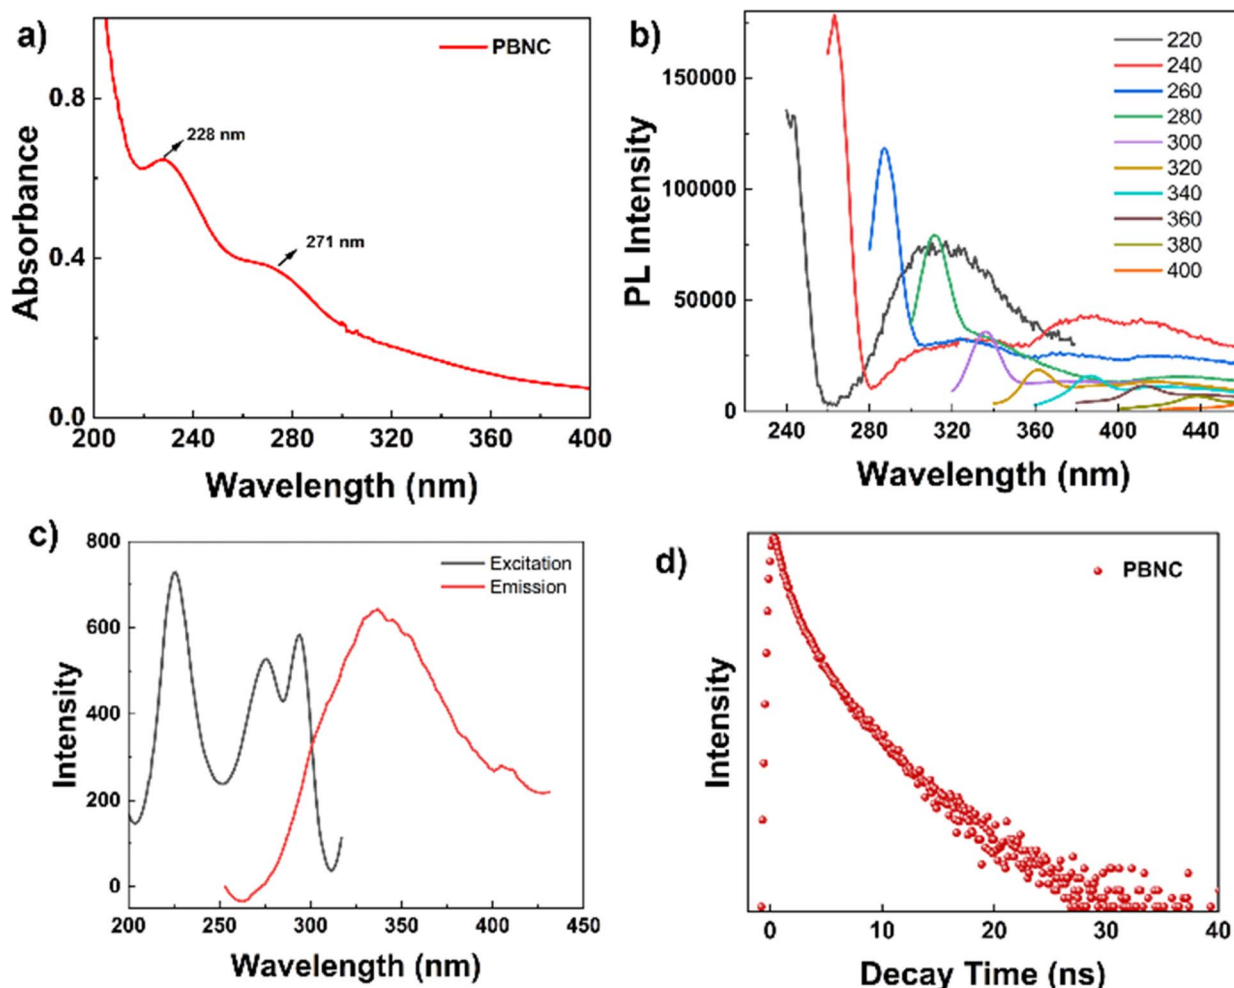 a)
PBNC
228 nm
271 nm
0.8
0.4
0.0
200 240 280 320 360 400
Absorbance
Wavelength (nm)
b)
220
240
260
280
300
320
340
360
380
400
150000
100000
50000
0
240 280 320 360 400 440
PL Intensity
Wavelength (nm)
c)
Excitation
Emission
800
600
400
200
0
200 250 300 350 400 450
Intensity
Wavelength (nm)
d)
PBNC
0 10 20 30 40
Intensity
Decay Time (ns)